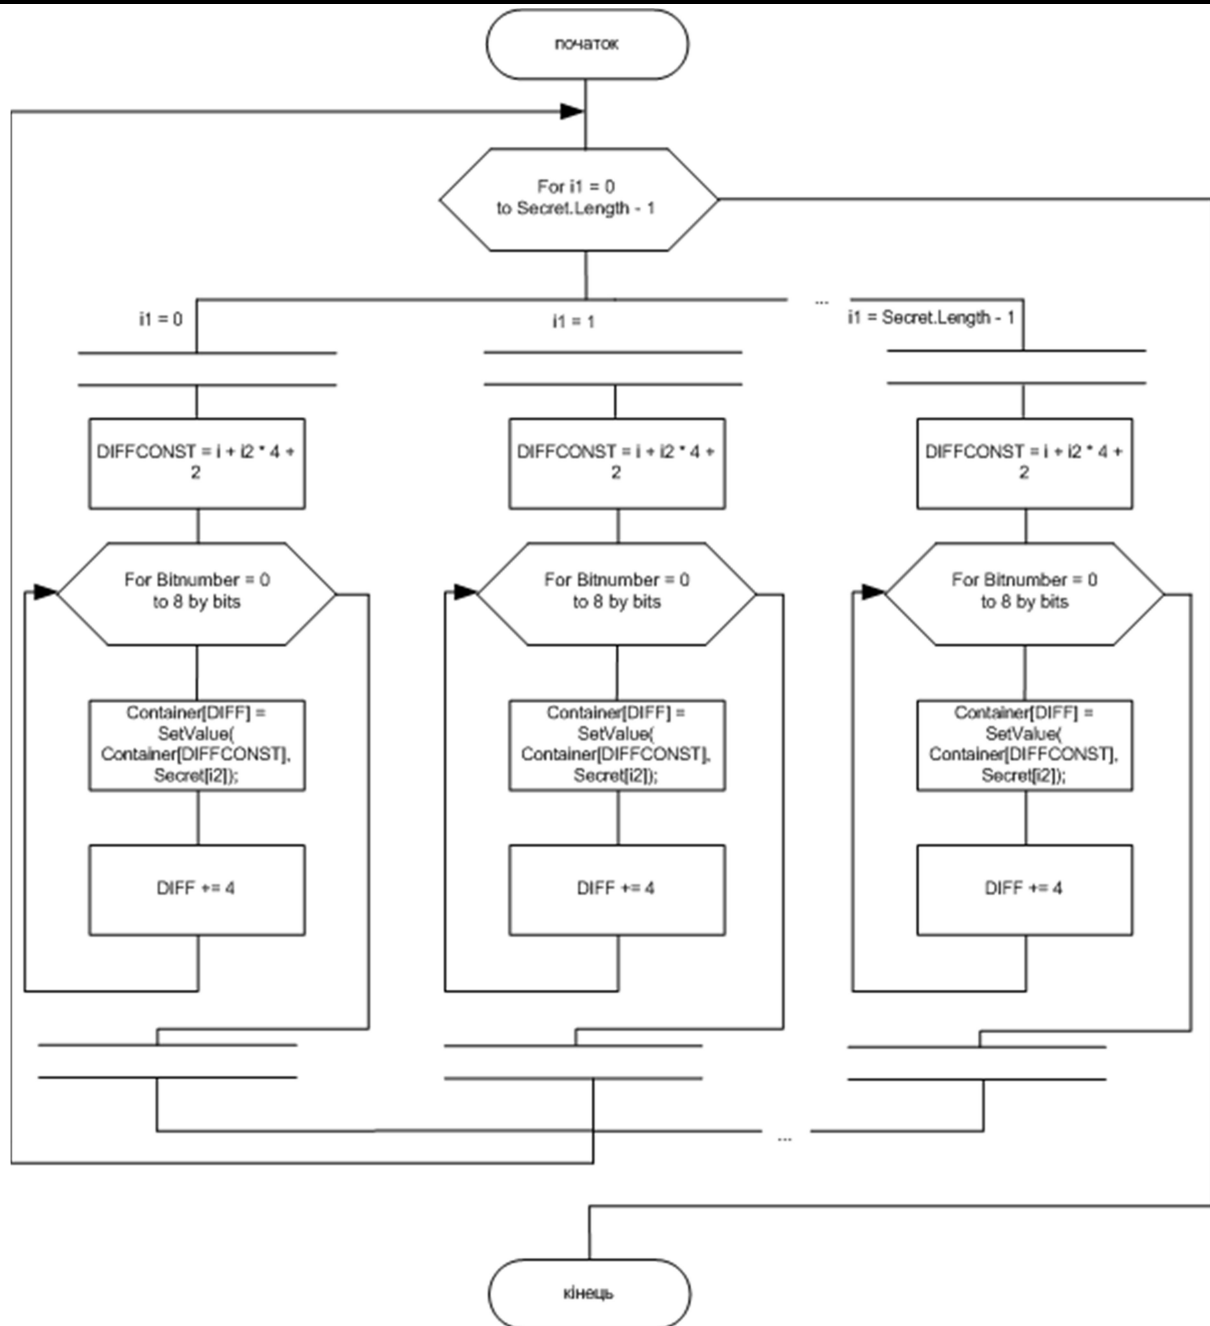 початок
For i1 = 0
to Secret.Length - 1
i1 = 0
i1 = 1
...
i1 = Secret.Length - 1
DIFFCONST = i + i2 * 4 +
2
DIFFCONST = i + i2 * 4 +
2
DIFFCONST = i + i2 * 4 +
2
For Bitnumber = 0
to 8 by bits
For Bitnumber = 0
to 8 by bits
For Bitnumber = 0
to 8 by bits
Container[DIFF] =
SetValue(
Container[DIFFCONST],
Secret[i2]);
Container[DIFF] =
SetValue(
Container[DIFFCONST],
Secret[i2]);
Container[DIFF] =
SetValue(
Container[DIFFCONST],
Secret[i2]);
DIFF += 4
DIFF += 4
DIFF += 4
...
кінець